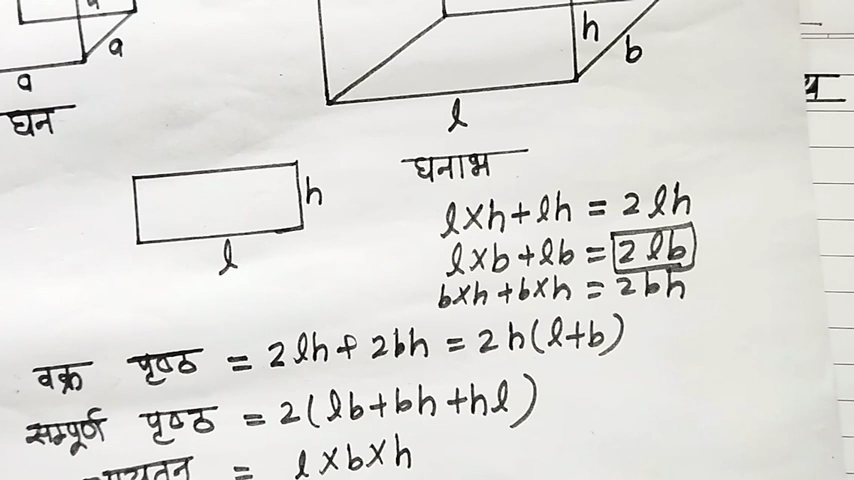 a
a
घन
h
b
l
घनाभ
h
l
l×h+lh = 2lh
l×b+lb = 2lb
b×h+b×h = 2bh
वक्र पृष्ठ = 2lh+2bh = 2h(l+b)
सम्पूर्ण पृष्ठ = 2(lb+bh+hl)
= l×b×h